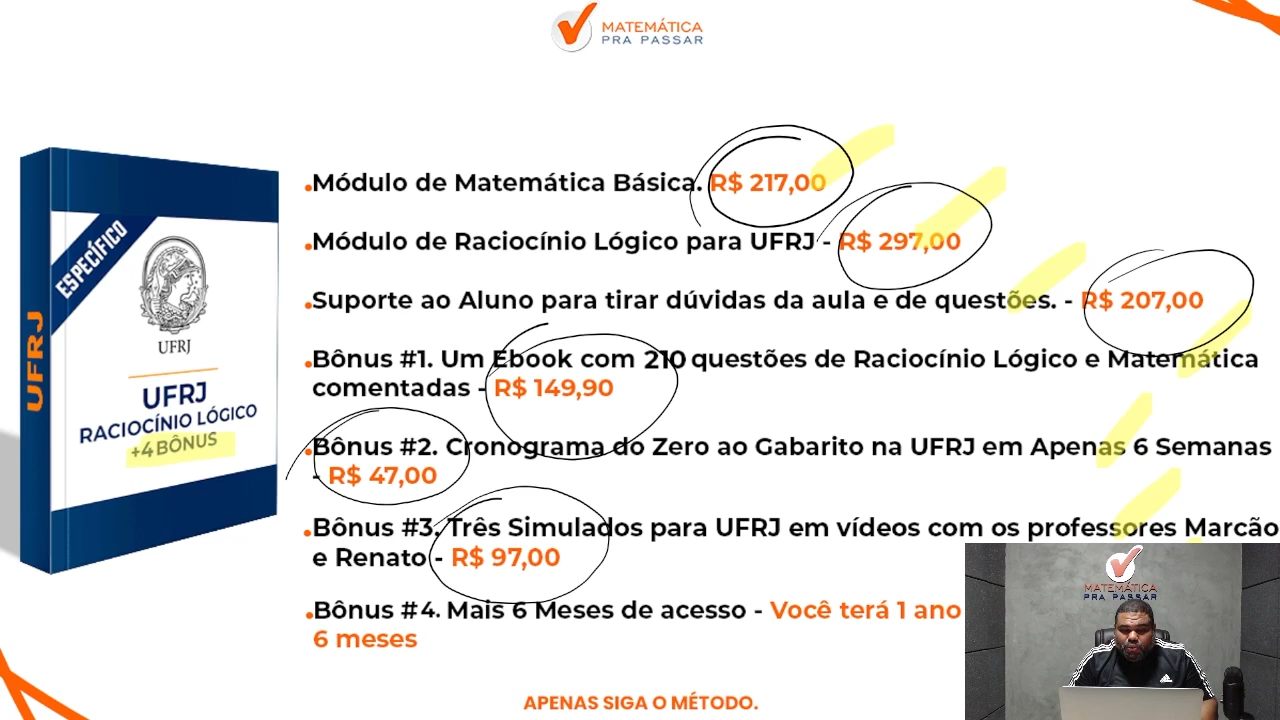 MATEMÁTICA
PRA PASSAR
ESPECÍFICO
UFRJ
UFRJ
UFRJ
RACIOCÍNIO LÓGICO
+4 BÔNUS
•Módulo de Matemática Básica. R$ 217,00
•Módulo de Raciocínio Lógico para UFRJ - R$ 297,00
•Suporte ao Aluno para tirar dúvidas da aula e de questões. - R$ 207,00
•Bônus #1. Um Ebook com 210 questões de Raciocínio Lógico e Matemática
comentadas - R$ 149,90
•Bônus #2. Cronograma do Zero ao Gabarito na UFRJ em Apenas 6 Semanas
- R$ 47,00
•Bônus #3. Três Simulados para UFRJ em vídeos com os professores Marcão
e Renato - R$ 97,00
•Bônus #4. Mais 6 Meses de acesso - Você terá 1 ano
6 meses
MATEMÁTICA
PRA PASSAR
adidas
APENAS SIGA O MÉTODO.